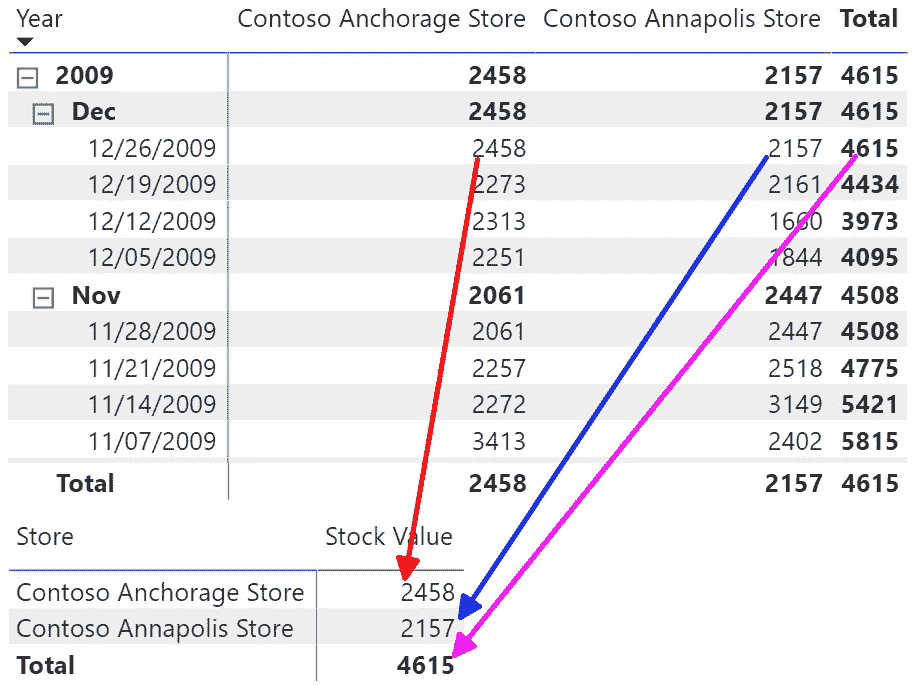 Year Contoso Anchorage Store Contoso Annapolis Store Total
2009 2458 2157 4615
Dec 2458 2157 4615
12/26/2009 2458 2157 4615
12/19/2009 2273 2161 4434
12/12/2009 2313 1660 3973
12/05/2009 2251 1844 4095
Nov 2061 2447 4508
11/28/2009 2061 2447 4508
11/21/2009 2257 2518 4775
11/14/2009 2272 3149 5421
11/07/2009 3413 2402 5815
Total 2458 2157 4615
Store Stock Value
Contoso Anchorage Store 2458
Contoso Annapolis Store 2157
Total 4615